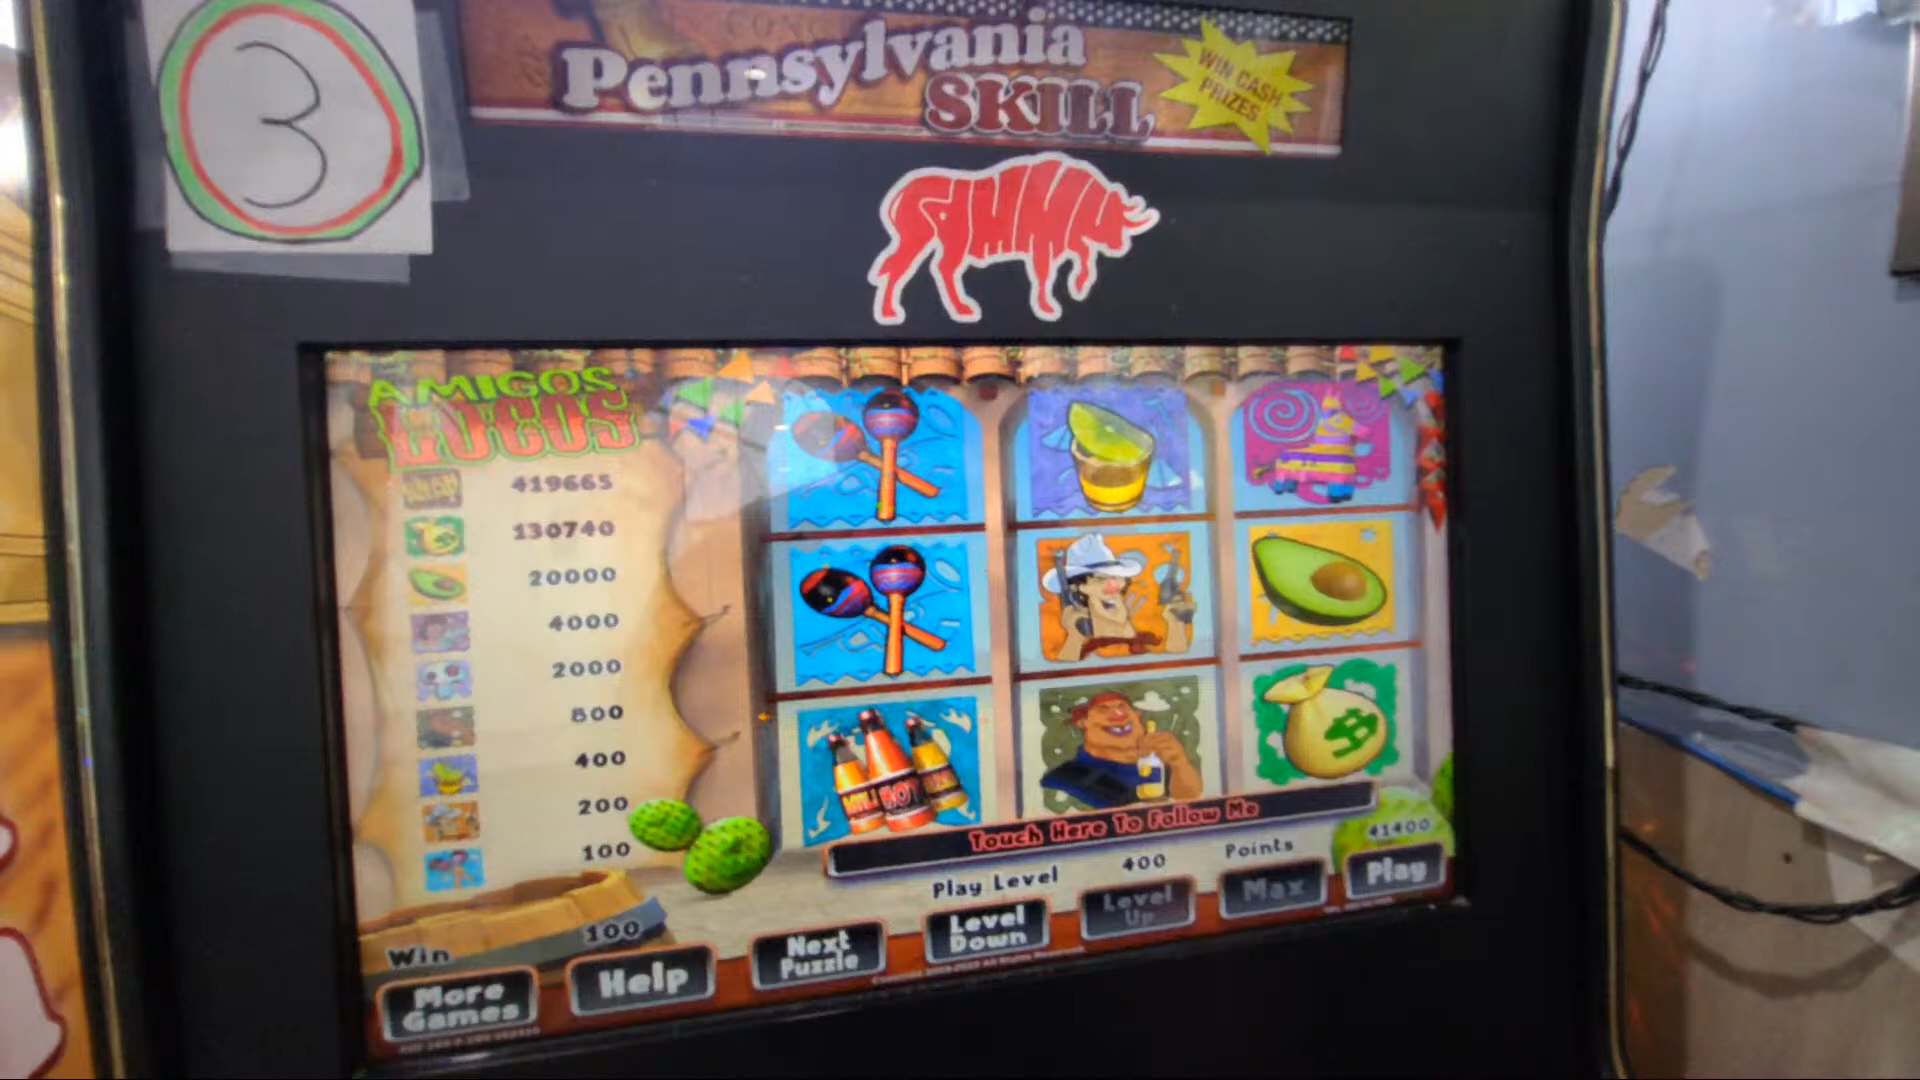 3
Pennsylvania
SKILL
WIN CASH
PRIZES
AMIGOS
LOCOS
419665
130740
20000
4000
2000
800
400
200
100
HOT
Touch Here To Follow Me
Play Level
400
Points
41400
Win
100
More
Games
Help
Next
Puzzle
Level
Down
Level
Up
Max
Play